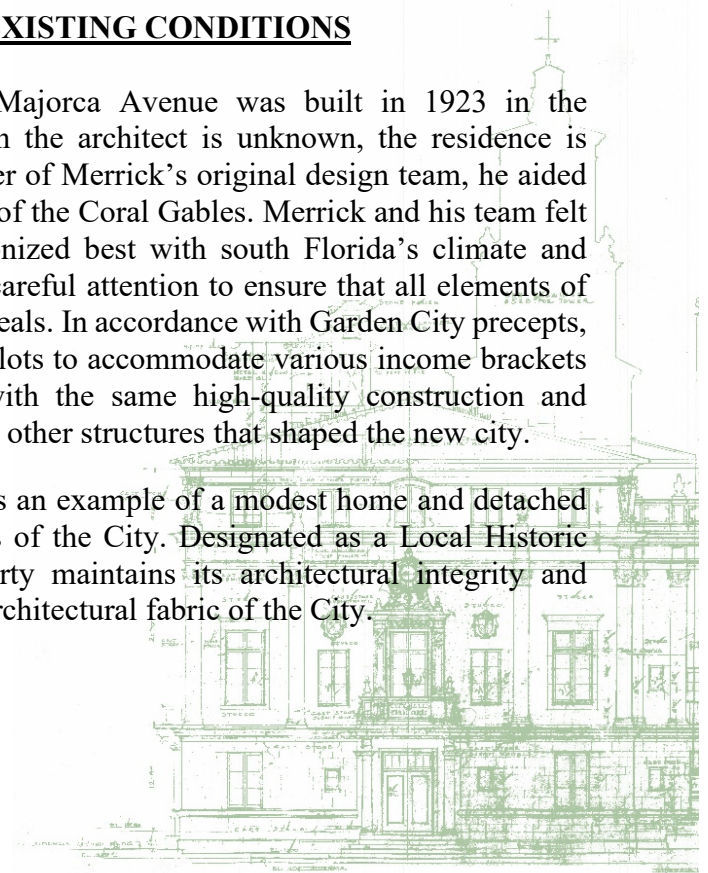 XISTING CONDITIONS
Majorca Avenue was built in 1923 in the
the architect is unknown, the residence is
er of Merrick’s original design team, he aided
of the Coral Gables. Merrick and his team felt
onized best with south Florida’s climate and
careful attention to ensure that all elements of
eals. In accordance with Garden City precepts,
lots to accommodate various income brackets
with the same high-quality construction and
other structures that shaped the new city.
s an example of a modest home and detached
of the City. Designated as a Local Historic
rty maintains its architectural integrity and
rchitectural fabric of the City.
STUCCO
STUCCO
STUCCO
STUCCO